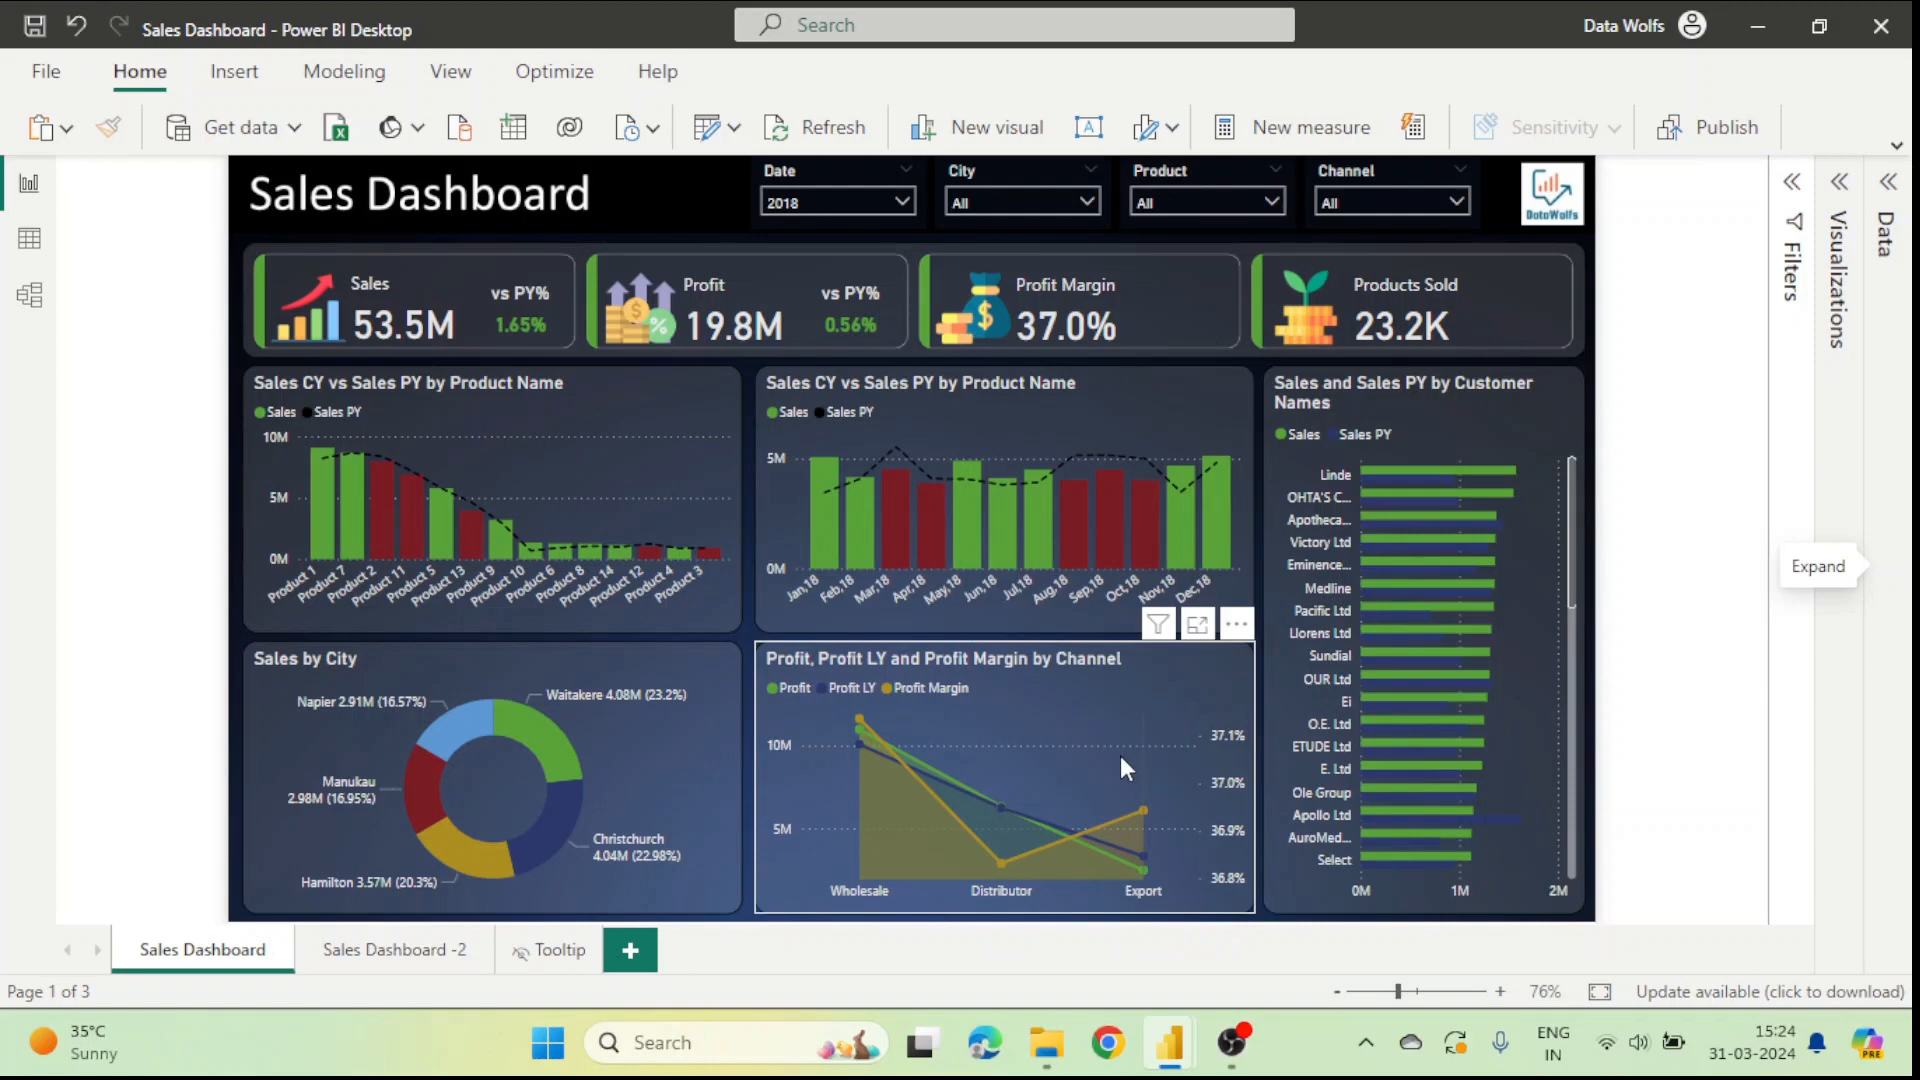 Sales Dashboard - Power BI Desktop
Search
Data Wolfs
File Home Insert Modeling View Optimize Help
Get data Refresh New visual New measure Sensitivity Publish
Sales Dashboard
Date City Product Channel
2018 All All All
DataWolfs
Sales
53.5M
vs PY%
1.65%
Profit
19.8M
vs PY%
0.56%
Profit Margin
37.0%
Products Sold
23.2K
Sales CY vs Sales PY by Product Name
Sales Sales PY
10M
5M
0M
Product 1 Product 7 Product 2 Product 11 Product 5 Product 13 Product 9 Product 10 Product 6 Product 8 Product 14 Product 12 Product 4 Product 3
Sales CY vs Sales PY by Product Name
Sales Sales PY
5M
0M
Jan,18 Feb,18 Mar,18 Apr,18 May,18 Jun,18 Jul,18 Aug,18 Sep,18 Oct,18 Nov,18 Dec,18
Sales and Sales PY by Customer
Names
Sales Sales PY
Linde
OHTA'S C...
Apotheca...
Victory Ltd
Eminence...
Medline
Pacific Ltd
Llorens Ltd
Sundial
OUR Ltd
Ei
O.E. Ltd
ETUDE Ltd
E. Ltd
Ole Group
Apollo Ltd
AuroMed...
Select
0M 1M 2M
Sales by City
Napier 2.91M (16.57%)
Waitakere 4.08M (23.2%)
Manukau
2.98M (16.95%)
Christchurch
4.04M (22.98%)
Hamilton 3.57M (20.3%)
Profit, Profit LY and Profit Margin by Channel
Profit Profit LY Profit Margin
10M
5M
37.1%
37.0%
36.9%
36.8%
Wholesale Distributor Export
Filters
Visualizations
Data
Expand
Sales Dashboard Sales Dashboard -2 Tooltip
Page 1 of 3
76%
Update available (click to download)
35°C
Sunny
Search
ENG
IN
15:24
31-03-2024
PRE